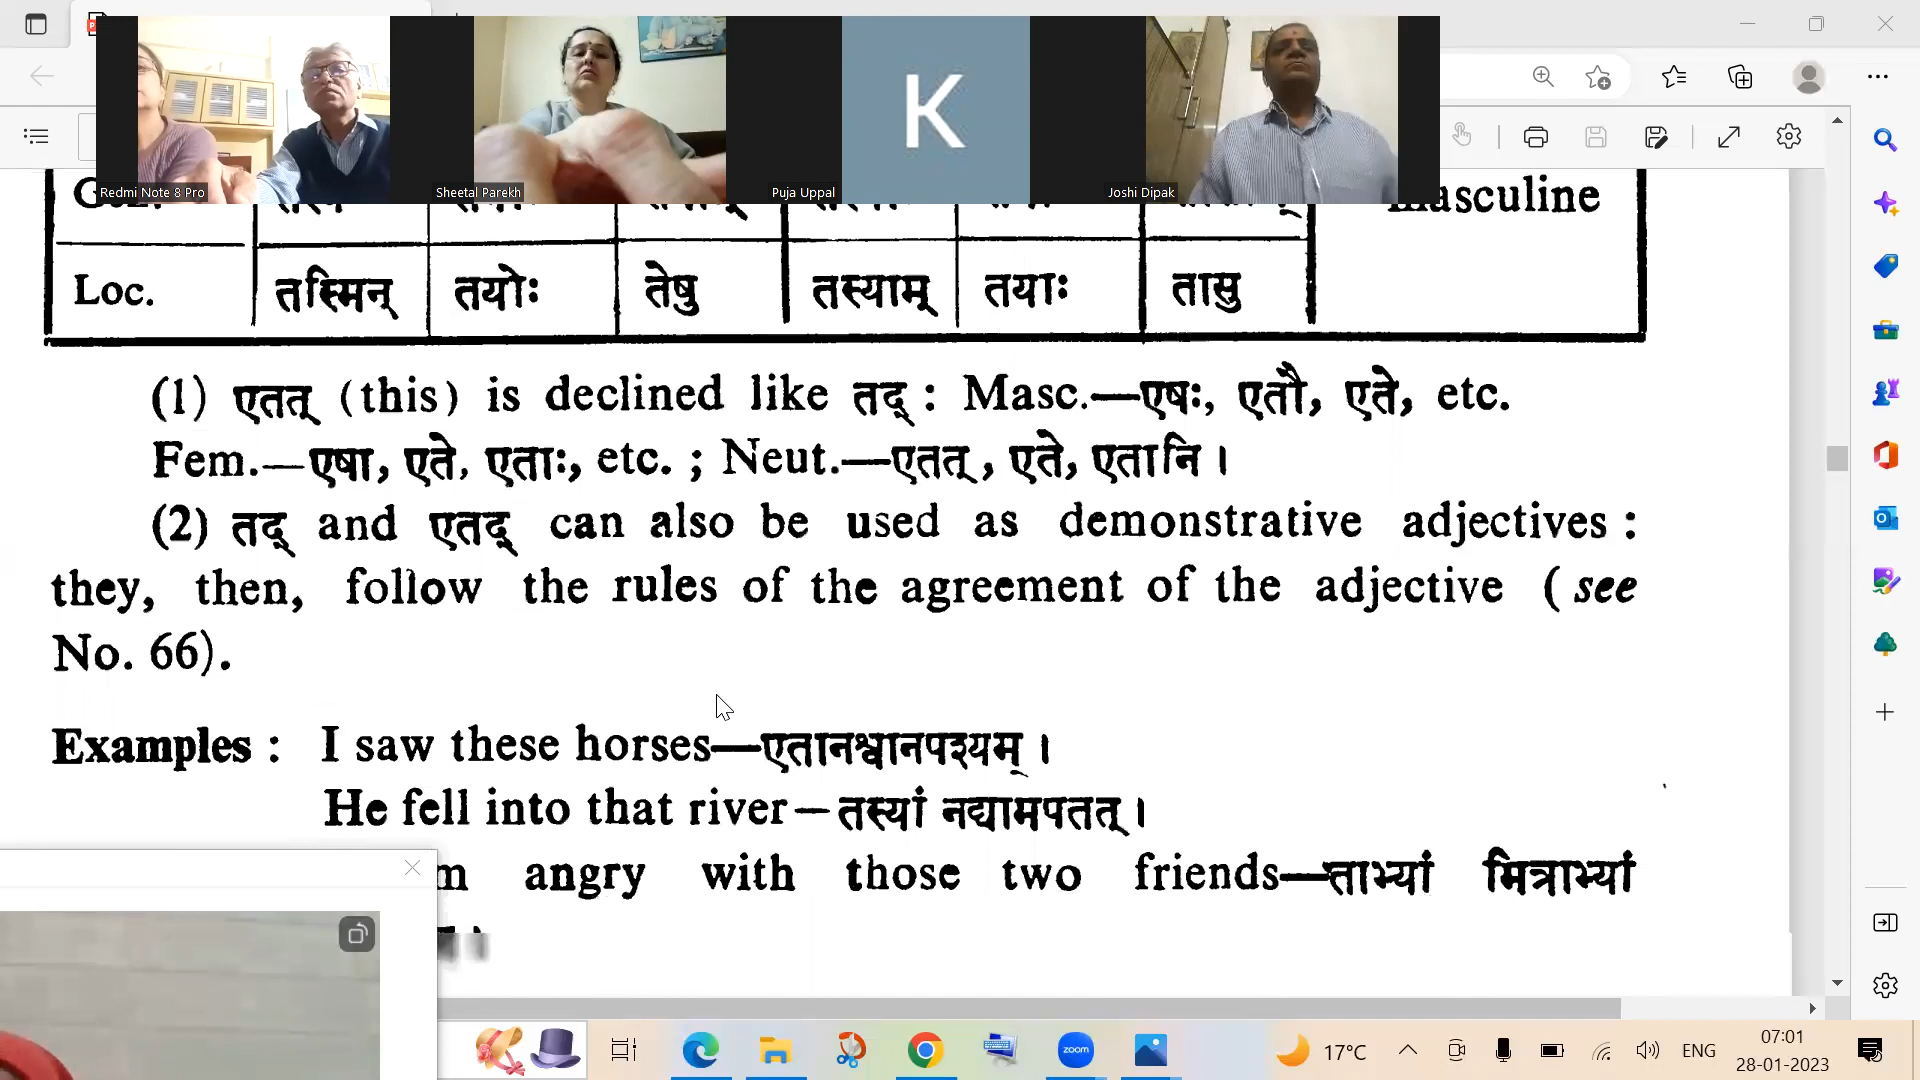 Redmi Note 8 Pro
Sheetal Parekh
K
Puja Uppal
Joshi Dipak
masculine
Loc. तस्मिन् तयोः तेषु तस्याम् तयाः तासु
(1) एतत् (this) is declined like तद् : Masc.—एषः, एतौ, एते, etc.
Fem.—एषा, एते, एताः, etc. ; Neut.—एतत्, एते, एतानि ।
(2) तद् and एतद् can also be used as demonstrative adjectives :
they, then, follow the rules of the agreement of the adjective ( see
No. 66).
Examples : I saw these horses—एतानश्वानपश्यम् ।
He fell into that river—तस्यां नद्यामपतत् ।
m angry with those two friends—ताभ्यां मित्राभ्यां
zoom
17°C
ENG
07:01
28-01-2023